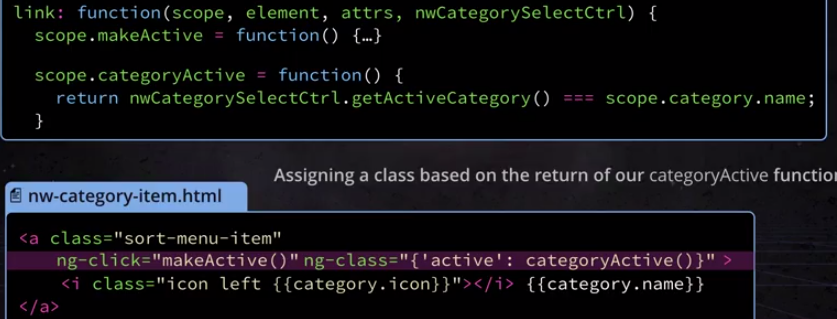 link: function(scope, element, attrs, nwCategorySelectCtrl) {
scope.makeActive = function() {…}
scope.categoryActive = function() {
return nwCategorySelectCtrl.getActiveCategory() === scope.category.name;
}
Assigning a class based on the return of our categoryActive function
nw-category-item.html
<a class="sort-menu-item"
ng-click="makeActive()" ng-class="{'active': categoryActive()}" >
<i class="icon left {{category.icon}}"></i> {{category.name}}
</a>